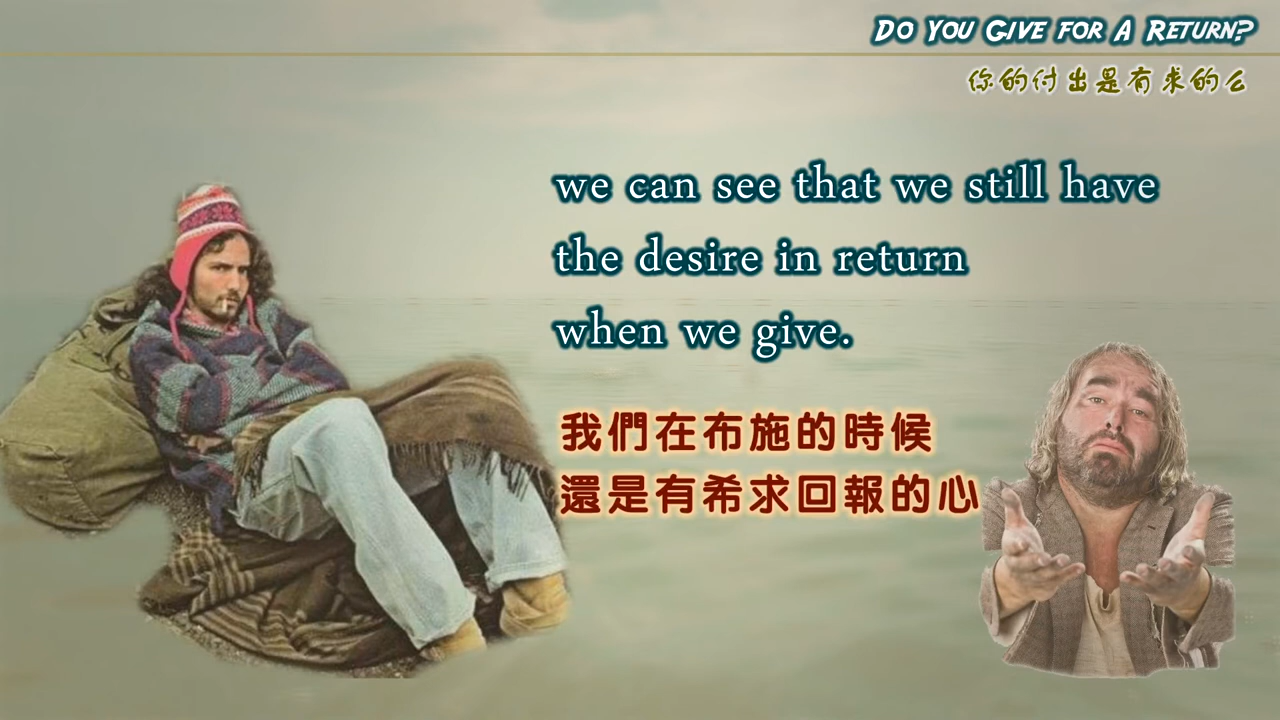 Do You Give for A Return?
你的付出是有求的么
we can see that we still have
the desire in return
when we give.
我們在布施的時候
還是有希求回報的心